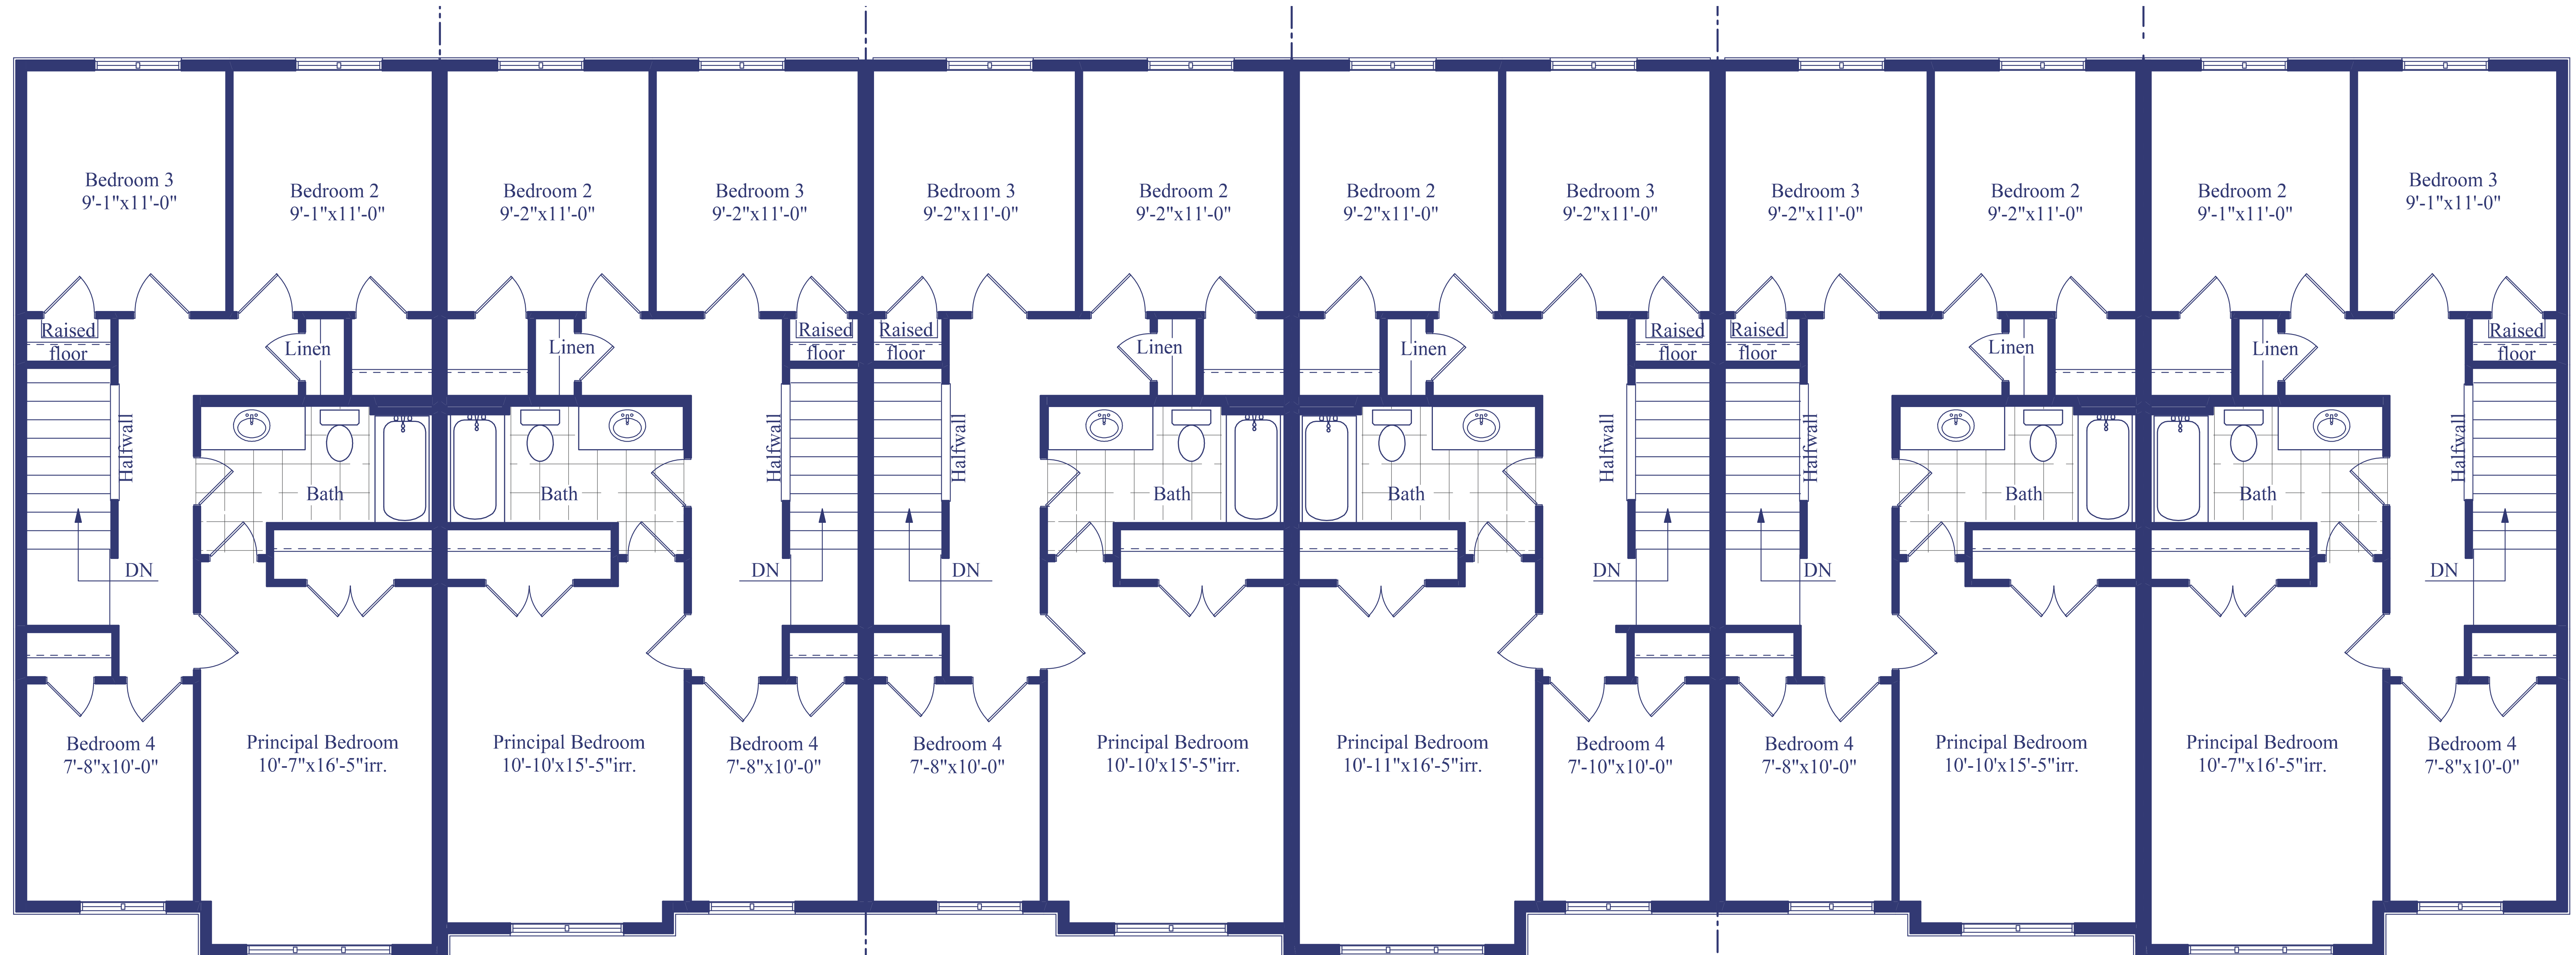 Bedroom 3
9'-1"x11'-0"
Bedroom 2
9'-1"x11'-0"
Bedroom 2
9'-2"x11'-0"
Bedroom 3
9'-2"x11'-0"
Bedroom 3
9'-2"x11'-0"
Bedroom 2
9'-2"x11'-0"
Bedroom 2
9'-2"x11'-0"
Bedroom 3
9'-2"x11'-0"
Bedroom 3
9'-2"x11'-0"
Bedroom 2
9'-2"x11'-0"
Bedroom 2
9'-1"x11'-0"
Bedroom 3
9'-1"x11'-0"
Raised
floor
Linen
Linen
Raised
floor
Raised
floor
Linen
Linen
Raised
floor
Raised
floor
Linen
Linen
Raised
floor
Halfwall
Halfwall
Halfwall
Halfwall
Halfwall
Halfwall
Bath
Bath
Bath
Bath
Bath
Bath
DN
DN
DN
DN
DN
DN
Bedroom 4
7'-8"x10'-0"
Principal Bedroom
10'-7"x16'-5"irr.
Principal Bedroom
10'-10'x15'-5"irr.
Bedroom 4
7'-8"x10'-0"
Bedroom 4
7'-8"x10'-0"
Principal Bedroom
10'-10'x15'-5"irr.
Principal Bedroom
10'-11"x16'-5"irr.
Bedroom 4
7'-10"x10'-0"
Bedroom 4
7'-8"x10'-0"
Principal Bedroom
10'-10'x15'-5"irr.
Principal Bedroom
10'-7"x16'-5"irr.
Bedroom 4
7'-8"x10'-0"